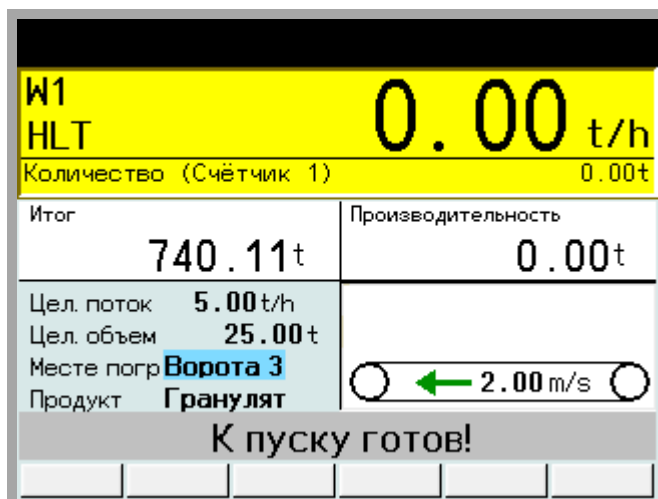 W1
HLT
0.00 t/h
Количество (Счётчик 1) 0.00t
Итог
740.11t
Производительность
0.00t
Цел. поток 5.00t/h
Цел. объем 25.00t
Месте погр Ворота 3
Продукт Гранулят
2.00m/s
К пуску готов!